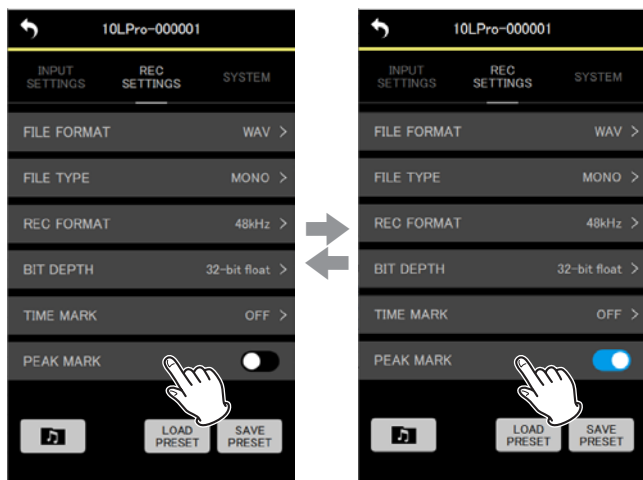 10LPro-000001
INPUT SETTINGS REC SETTINGS SYSTEM
FILE FORMAT WAV >
FILE TYPE MONO >
REC FORMAT 48kHz >
BIT DEPTH 32-bit float >
TIME MARK OFF >
PEAK MARK
LOAD PRESET SAVE PRESET
10LPro-000001
INPUT SETTINGS REC SETTINGS SYSTEM
FILE FORMAT WAV >
FILE TYPE MONO >
REC FORMAT 48kHz >
BIT DEPTH 32-bit float >
TIME MARK OFF >
PEAK MARK
LOAD PRESET SAVE PRESET